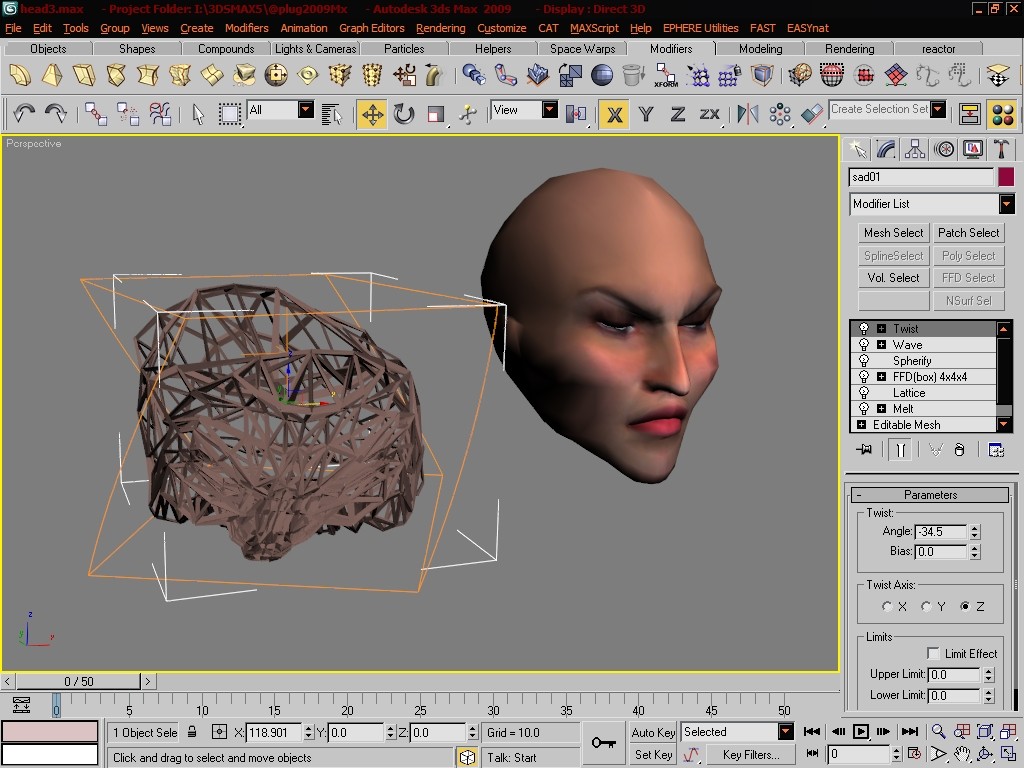 head3.max - Project Folder: I:\3DSMAX5\@plug2009Mx - Autodesk 3ds Max 2009 - Display : Direct 3D
File Edit Tools Group Views Create Modifiers Animation Graph Editors Rendering Customize CAT MAXScript Help EPHERE Utilities FAST EASYnat
Objects Shapes Compounds Lights & Cameras Particles Helpers Space Warps Modifiers Modeling Rendering reactor
XFORM
All View X Y Z ZX Create Selection Set
Perspective
sad01
Modifier List
Mesh Select Patch Select
SplineSelect Poly Select
Vol. Select FFD Select
NSurf Sel
Twist
Wave
Spherify
FFD(box) 4x4x4
Lattice
Melt
Editable Mesh
- Parameters
Twist:
Angle: -34.5
Bias: 0.0
Twist Axis:
X Y Z
Limits
Limit Effect
Upper Limit: 0.0
Lower Limit: 0.0
z
y
z
y
< 0 / 50 >
0 5 10 15 20 25 30 35 40 45 50
1 Object Sele X: 118.901 Y: 0.0 Z: 0.0 Grid = 10.0 Auto Key Selected
Click and drag to select and move objects Talk: Start Set Key Key Filters... 0